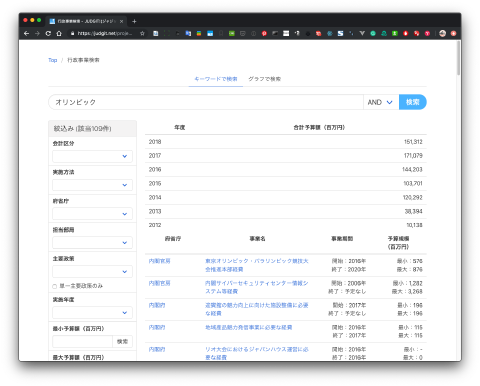 行政事業検索 - JUDGIT!(ジャジ
https://judgit.net/proje...
Top / 行政事業検索
キーワードで検索 グラフで検索
オリンピック AND 検索
絞込み (該当109件)
会計区分
実施方法
府省庁
担当部局
主要政策
単一主要政策のみ
実施年度
最小予算額（百万円）
検索
最大予算額（百万円）
年度 合計予算額（百万円）
2018 151,312
2017 171,079
2016 144,203
2015 103,701
2014 120,292
2013 38,394
2012 10,138
府省庁 事業名 事業期間 予算規模
(百万円)
内閣官房 東京オリンピック・パラリンピック競技大 開始：2016年 最小：576
会推進本部経費 終了：2020年 最大：876
内閣官房 内閣サイバーセキュリティセンター情報シ 開始：2006年 最小：1,282
ステム等経費 終了：予定なし 最大：3,268
内閣府 迎賓館の魅力向上に向けた施設整備に必要 開始：2017年 最小：196
な経費 終了：予定なし 最大：196
内閣府 地域産品魅力発信事業に必要な経費 開始：2016年 最小：115
終了：2017年 最大：115
内閣府 リオ大会におけるジャパンハウス運営に必 開始：2016年 最小：-
要な経費 終了：2016年 最大：0